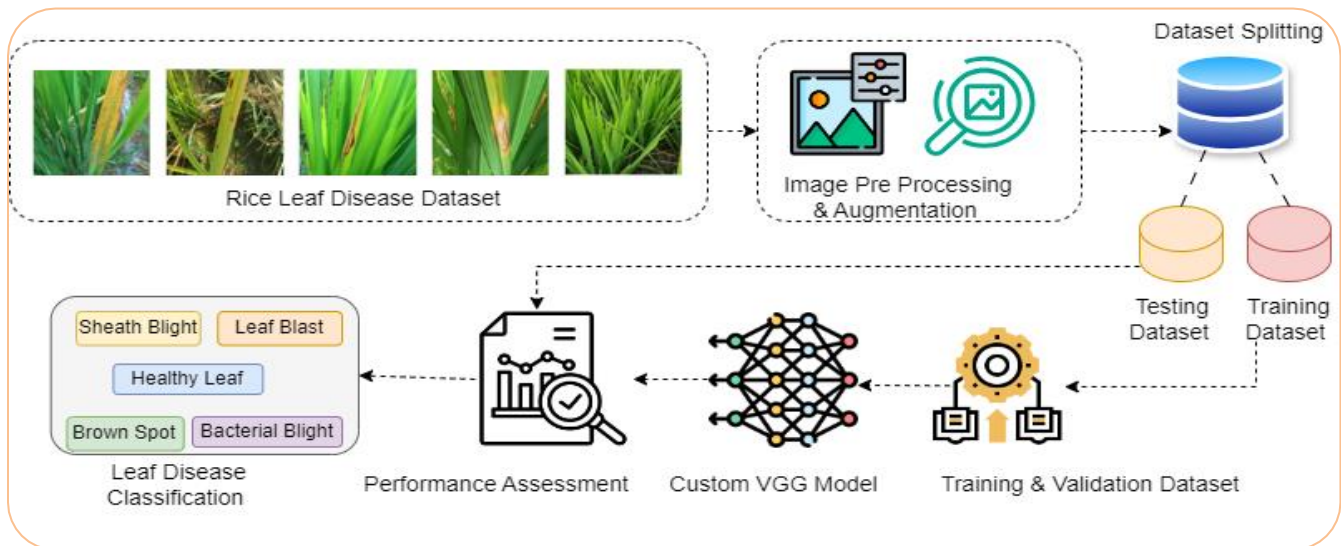 Dataset Splitting
Rice Leaf Disease Dataset
Image Pre Processing
& Augmentation
Testing
Dataset
Training
Dataset
Sheath Blight
Leaf Blast
Healthy Leaf
Brown Spot
Bacterial Blight
Leaf Disease
Classification
Performance Assessment
Custom VGG Model
Training & Validation Dataset